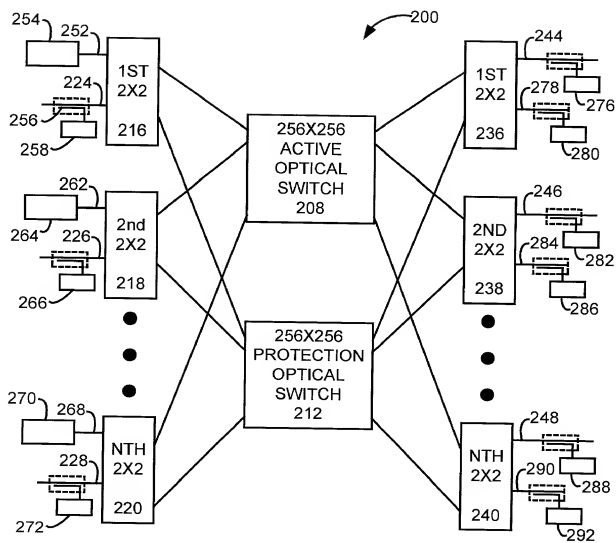 200
254
252
224
256
258
1ST
2X2
216
262
264
226
266
2nd
2X2
218
270
268
228
272
NTH
2X2
220
256X256
ACTIVE
OPTICAL
SWITCH
208
256X256
PROTECTION
OPTICAL
SWITCH
212
1ST
2X2
236
244
278
276
280
2ND
2X2
238
246
284
282
286
NTH
2X2
240
248
290
288
292